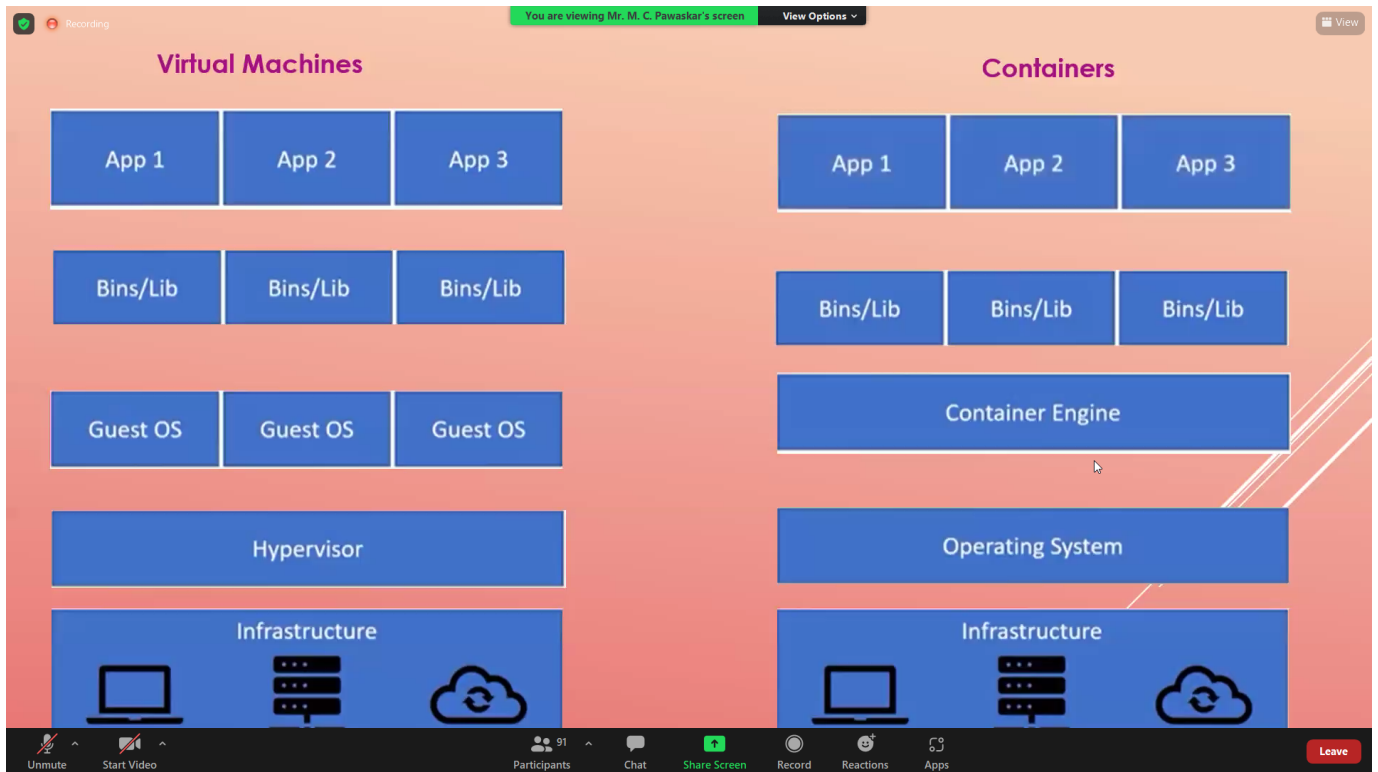 Recording
You are viewing Mr. M. C. Pawaskar's screen
View Options
View
Virtual Machines
App 1 App 2 App 3
Bins/Lib Bins/Lib Bins/Lib
Guest OS Guest OS Guest OS
Hypervisor
Infrastructure
Containers
App 1 App 2 App 3
Bins/Lib Bins/Lib Bins/Lib
Container Engine
Operating System
Infrastructure
Unmute
Start Video
91
Participants
Chat
Share Screen
Record
Reactions
Apps
Leave